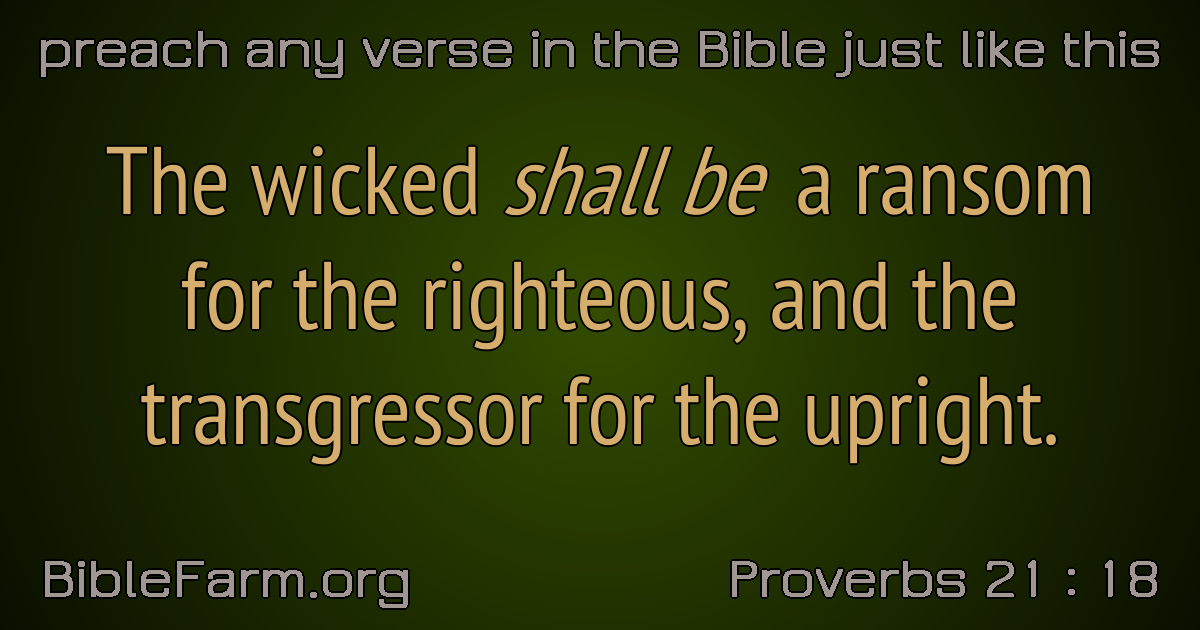 preach any verse in the Bible just like this
The wicked shall be a ransom
for the righteous, and the
transgressor for the upright.
BibleFarm.org
Proverbs 21 : 18